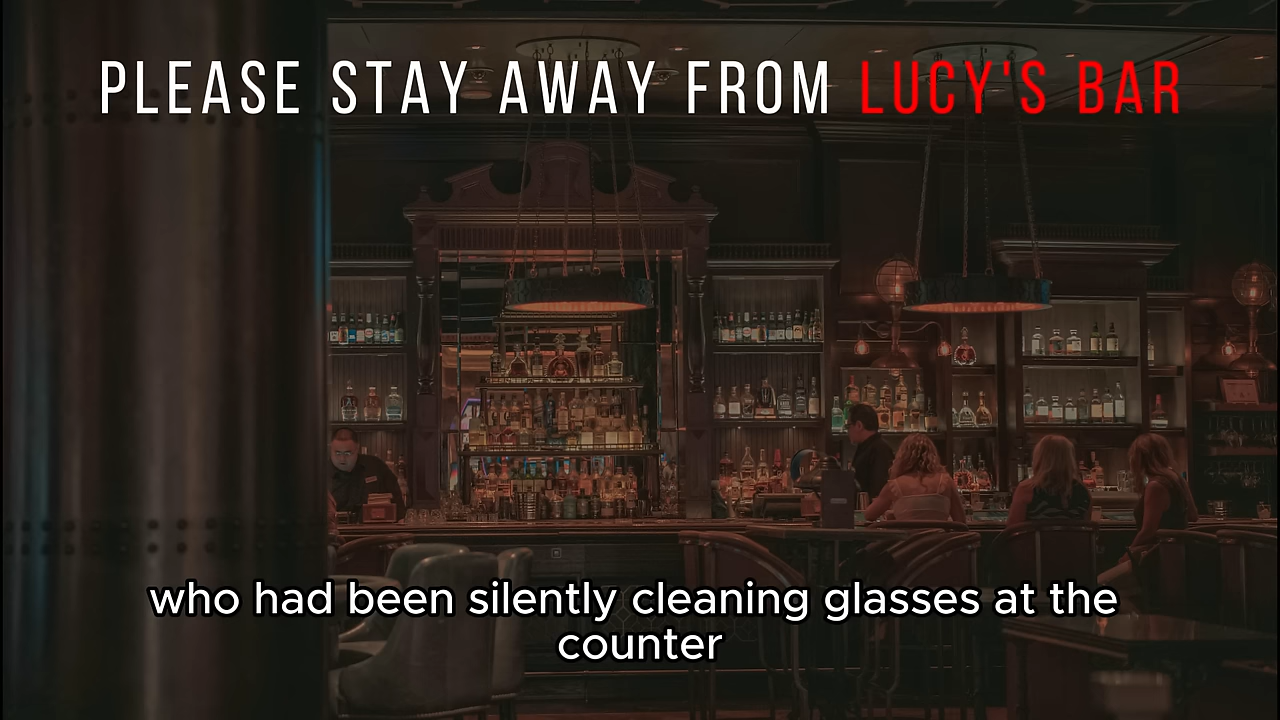 PLEASE STAY AWAY FROM LUCY'S BAR
who had been silently cleaning glasses at the
counter